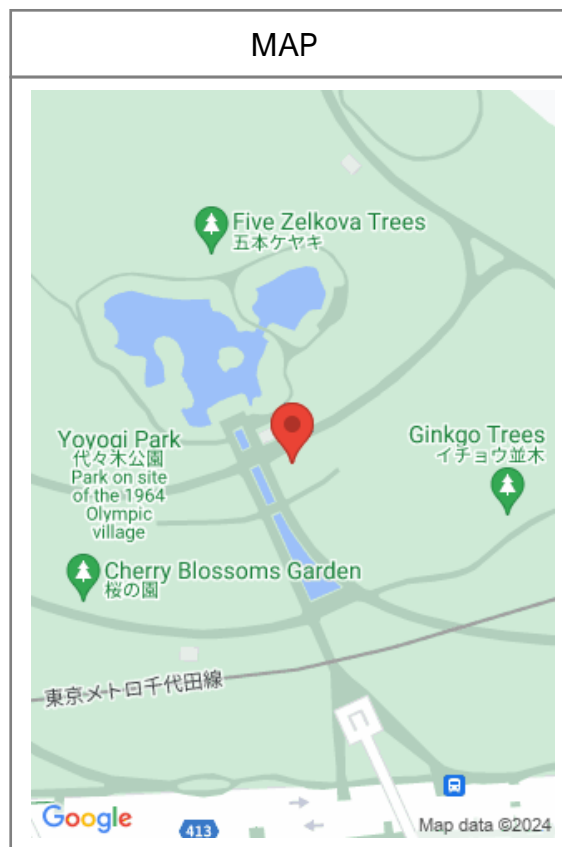 MAP
Five Zelkova Trees
五本ケヤキ
Yoyogi Park
代々木公園
Park on site
of the 1964
Olympic
village
Ginkgo Trees
イチョウ並木
Cherry Blossoms Garden
桜の園
東京メトロ千代田線
Google
413
Map data ©2024